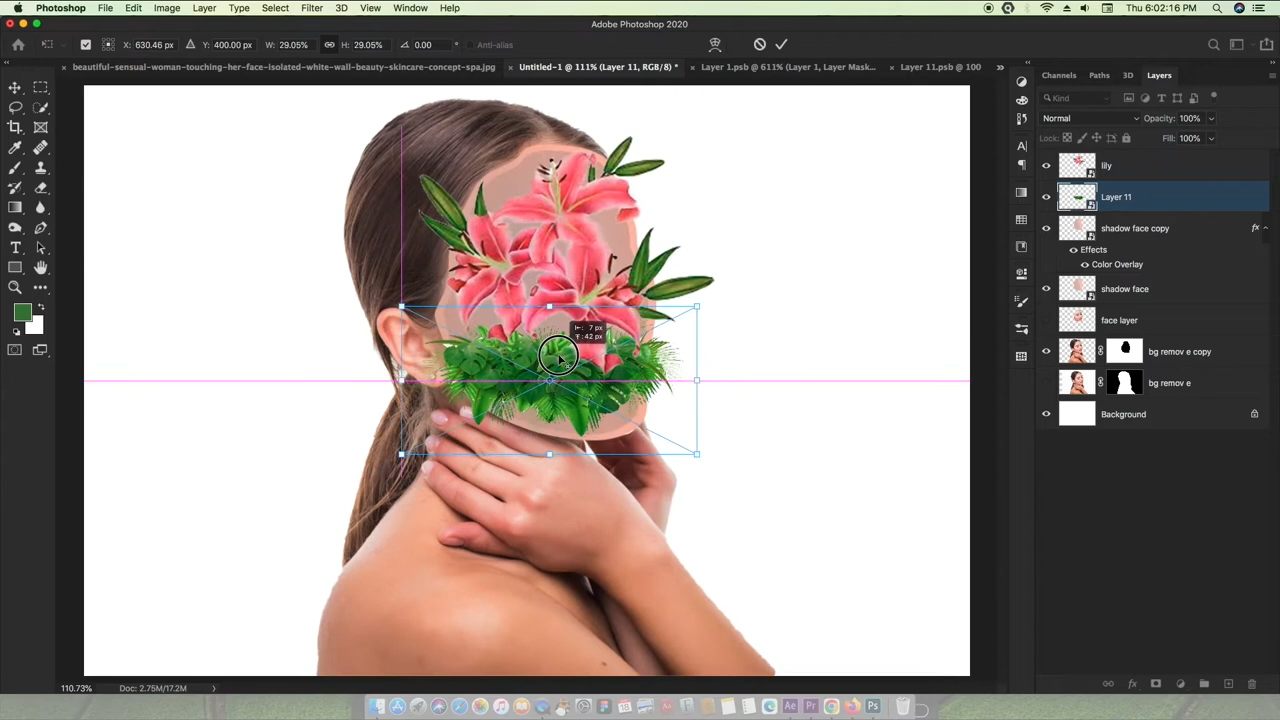 Photoshop File Edit Image Layer Type Select Filter 3D View Window Help Thu 6:02:16 PM
Adobe Photoshop 2020
X: 630.46 px Y: 400.00 px W: 29.05% H: 29.05% 0.00 ° Anti-alias
beautiful-sensual-woman-touching-her-face-isolated-white-wall-beauty-skincare-concept-spa.jpg Untitled-1 @ 111% (Layer 11, RGB/8) * Layer 1.psb @ 611% (Layer 1, Layer Mask... Layer 11.psb @ 100
Channels Paths 3D Layers
Kind
Normal Opacity: 100%
Lock: Fill: 100%
lily
Layer 11
shadow face copy fx
Effects
Color Overlay
shadow face
face layer
bg remov e copy
bg remov e
Background
7 px
42 px
110.73% Doc: 2.75M/17.2M